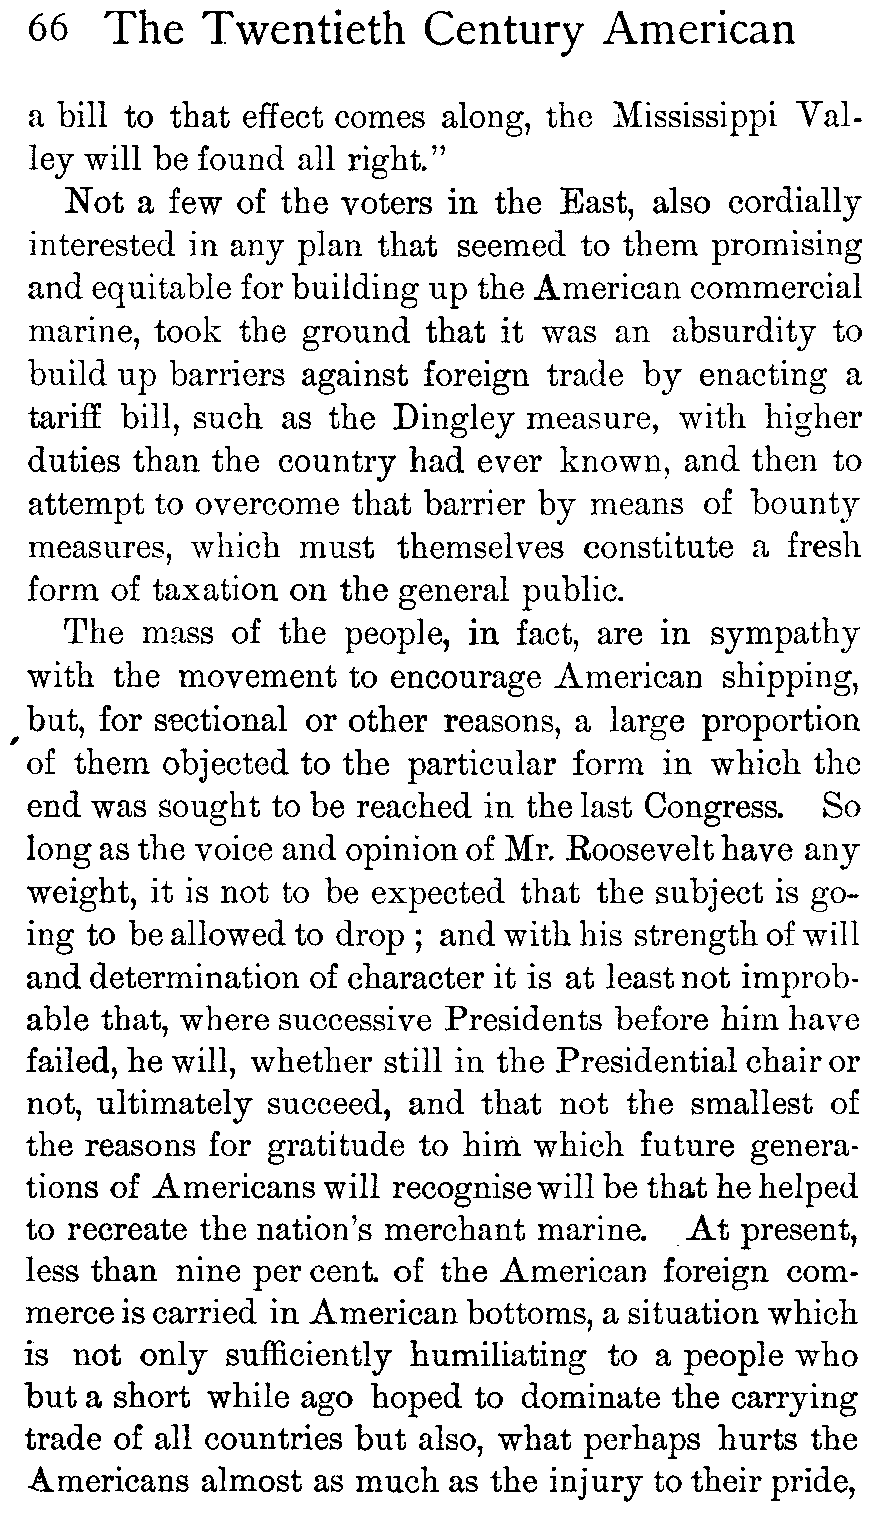 66 The Twentieth Century American
a bill to that effect comes along, the Mississippi Val-
ley will be found all right.”
Not a few of the voters in the East, also cordially
interested in any plan that seemed to them promising
and equitable for building up the American commercial
marine, took the ground that it was an absurdity to
build up barriers against foreign trade by enacting a
tariff bill, such as the Dingley measure, with higher
duties than the country had ever known, and then to
attempt to overcome that barrier by means of bounty
measures, which must themselves constitute a fresh
form of taxation on the general public.
The mass of the people, in fact, are in sympathy
with the movement to encourage American shipping,
but, for sectional or other reasons, a large proportion
of them objected to the particular form in which the
end was sought to be reached in the last Congress. So
long as the voice and opinion of Mr. Roosevelt have any
weight, it is not to be expected that the subject is go-
ing to be allowed to drop ; and with his strength of will
and determination of character it is at least not improb-
able that, where successive Presidents before him have
failed, he will, whether still in the Presidential chair or
not, ultimately succeed, and that not the smallest of
the reasons for gratitude to him which future genera-
tions of Americans will recognise will be that he helped
to recreate the nation’s merchant marine. At present,
less than nine per cent. of the American foreign com-
merce is carried in American bottoms, a situation which
is not only sufficiently humiliating to a people who
but a short while ago hoped to dominate the carrying
trade of all countries but also, what perhaps hurts the
Americans almost as much as the injury to their pride,